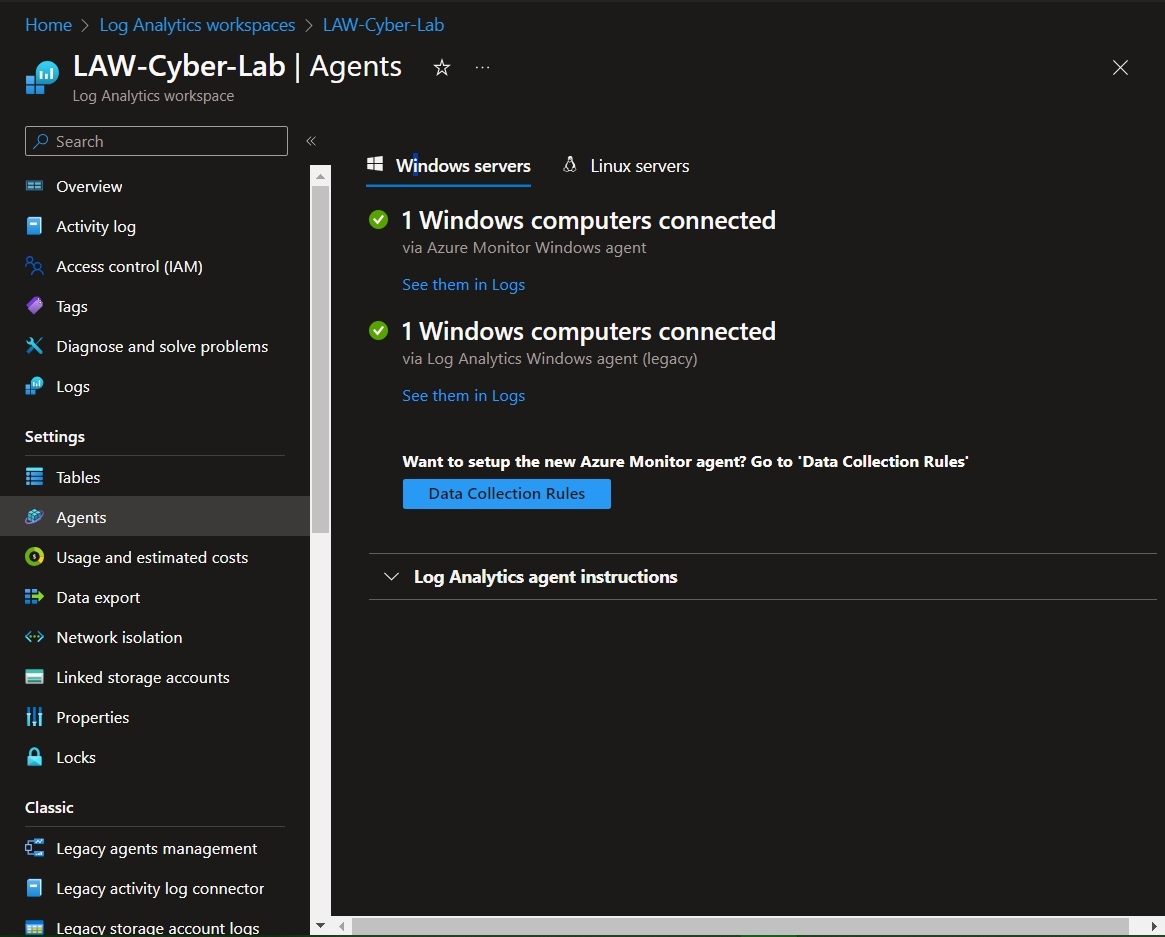 Home > Log Analytics workspaces > LAW-Cyber-Lab
LAW-Cyber-Lab | Agents ☆ ...
Log Analytics workspace
Search «
Overview
Activity log
Access control (IAM)
Tags
Diagnose and solve problems
Logs
Settings
Tables
Agents
Usage and estimated costs
Data export
Network isolation
Linked storage accounts
Properties
Locks
Classic
Legacy agents management
Legacy activity log connector
Legacy storage account logs
Windows servers Linux servers
1 Windows computers connected
via Azure Monitor Windows agent
See them in Logs
1 Windows computers connected
via Log Analytics Windows agent (legacy)
See them in Logs
Want to setup the new Azure Monitor agent? Go to 'Data Collection Rules'
Data Collection Rules
Log Analytics agent instructions